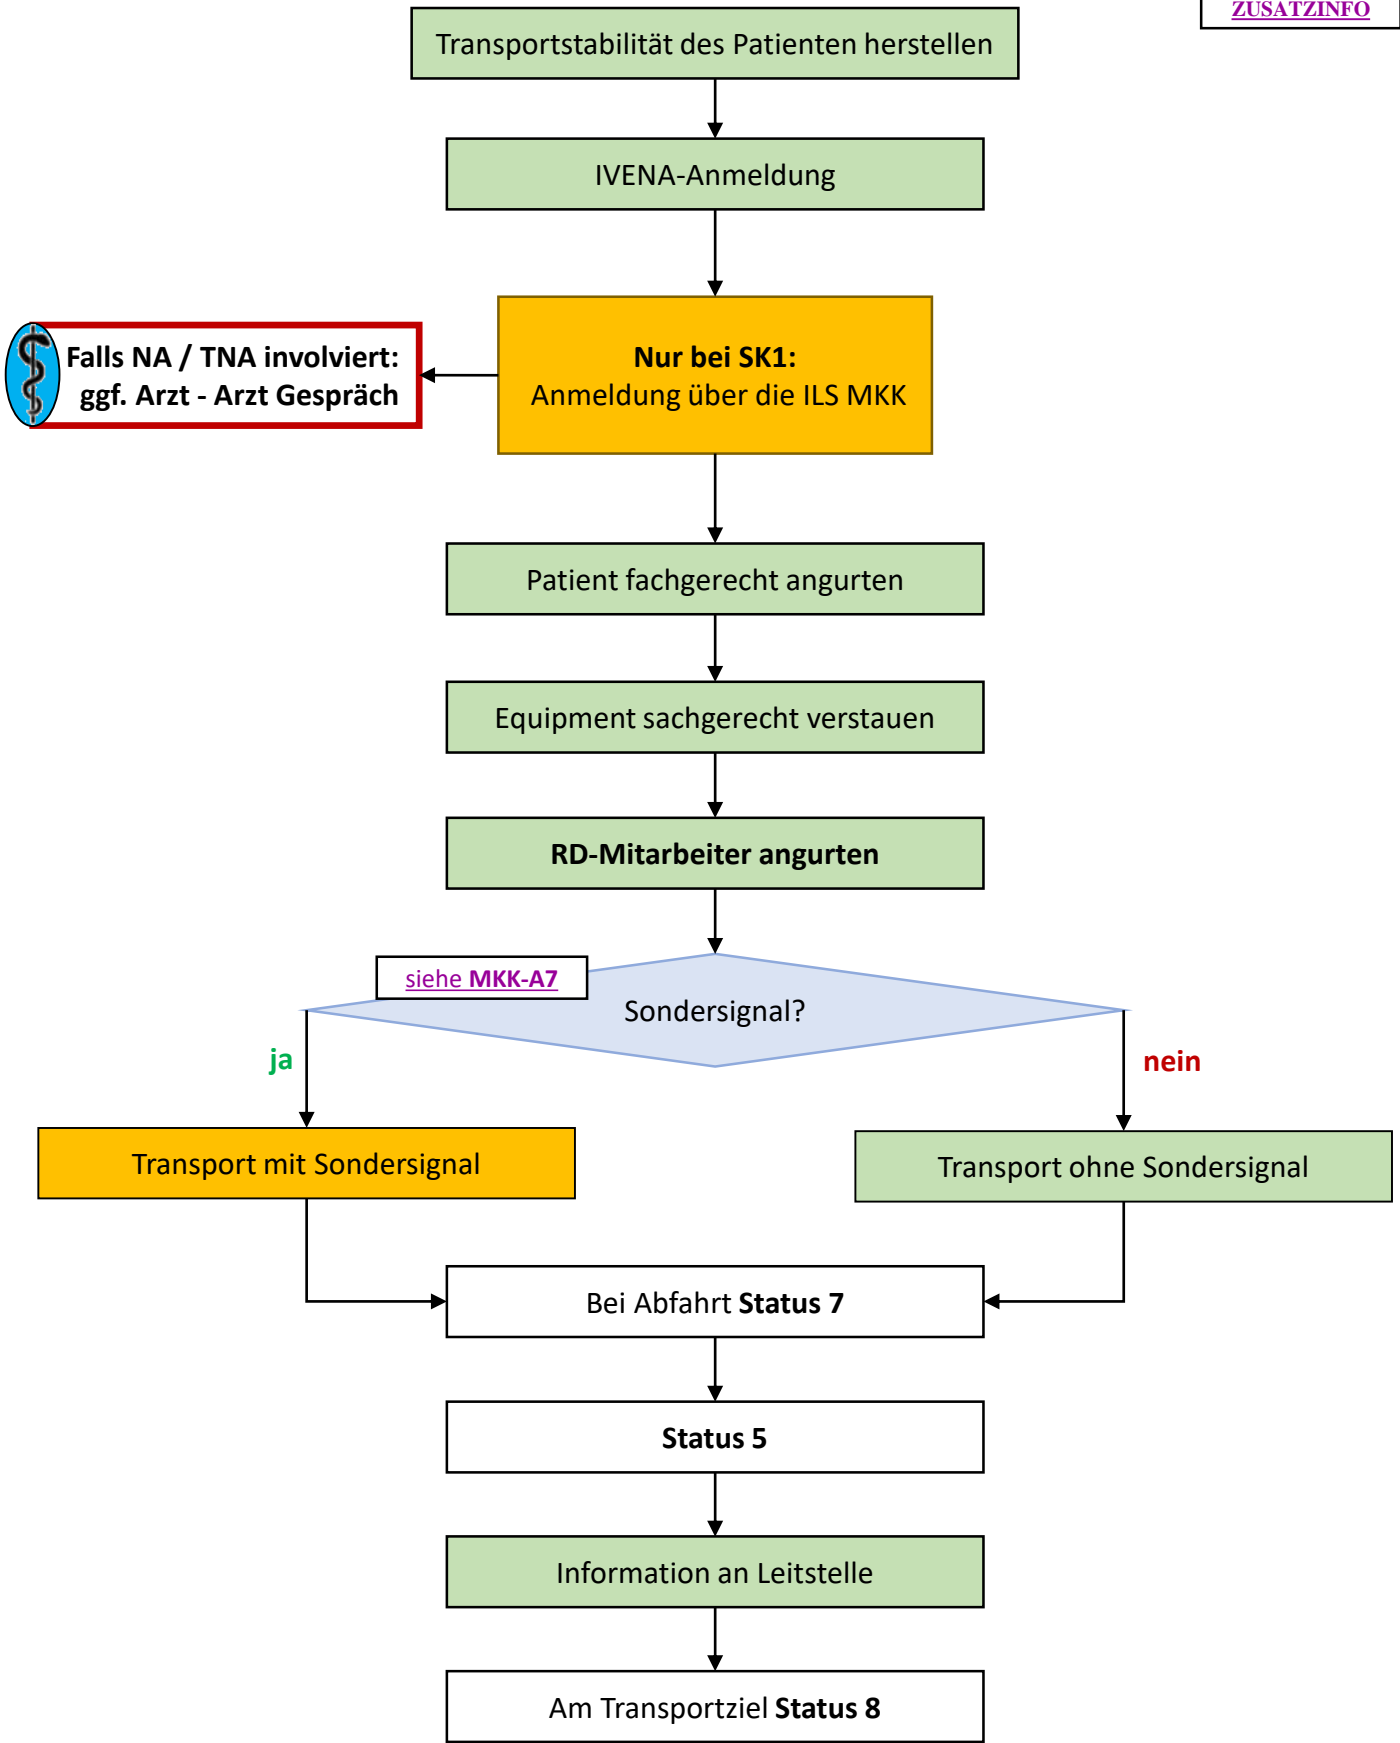 ZUSATZINFO
Transportstabilität des Patienten herstellen
IVENA-Anmeldung
Falls NA / TNA involviert:
ggf. Arzt - Arzt Gespräch
Nur bei SK1:
Anmeldung über die ILS MKK
Patient fachgerecht angurten
Equipment sachgerecht verstauen
RD-Mitarbeiter angurten
siehe MKK-A7
Sondersignal?
ja
nein
Transport mit Sondersignal
Transport ohne Sondersignal
Bei Abfahrt Status 7
Status 5
Information an Leitstelle
Am Transportziel Status 8